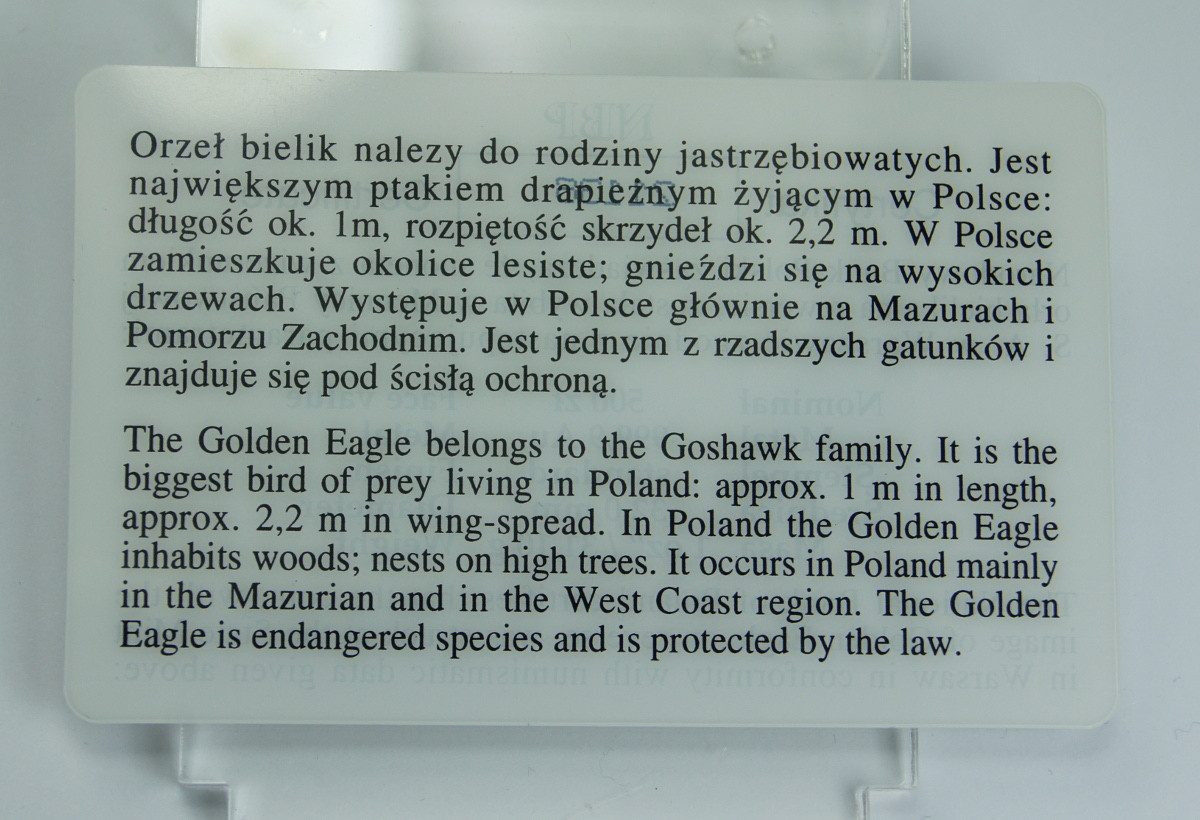 Orzeł bielik nalezy do rodziny jastrzębiowatych. Jest
największym ptakiem drapieżnym żyjącym w Polsce:
długość ok. 1m, rozpiętość skrzydeł ok. 2,2 m. W Polsce
zamieszkuje okolice lesiste; gnieździ się na wysokich
drzewach. Występuje w Polsce głównie na Mazurach i
Pomorzu Zachodnim. Jest jednym z rzadszych gatunków i
znajduje się pod ścisłą ochroną.
The Golden Eagle belongs to the Goshawk family. It is the
biggest bird of prey living in Poland: approx. 1 m in length,
approx. 2,2 m in wing-spread. In Poland the Golden Eagle
inhabits woods; nests on high trees. It occurs in Poland mainly
in the Mazurian and in the West Coast region. The Golden
Eagle is endangered species and is protected by the law.